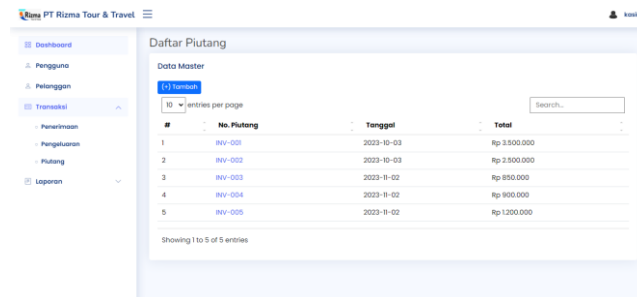 Rizma PT Rizma Tour & Travel
kasi
Dashboard
Pengguna
Pelanggan
Transaksi
Penerimaan
Pengeluaran
Piutang
Laporan
Daftar Piutang
Data Master
(+) Tambah
10 entries per page
Search...
# No. Piutang Tanggal Total
1 INV-001 2023-10-03 Rp 3.500.000
2 INV-002 2023-10-03 Rp 2.500.000
3 INV-003 2023-11-02 Rp 850.000
4 INV-004 2023-11-02 Rp 900.000
5 INV-005 2023-11-02 Rp 1.200.000
Showing 1 to 5 of 5 entries